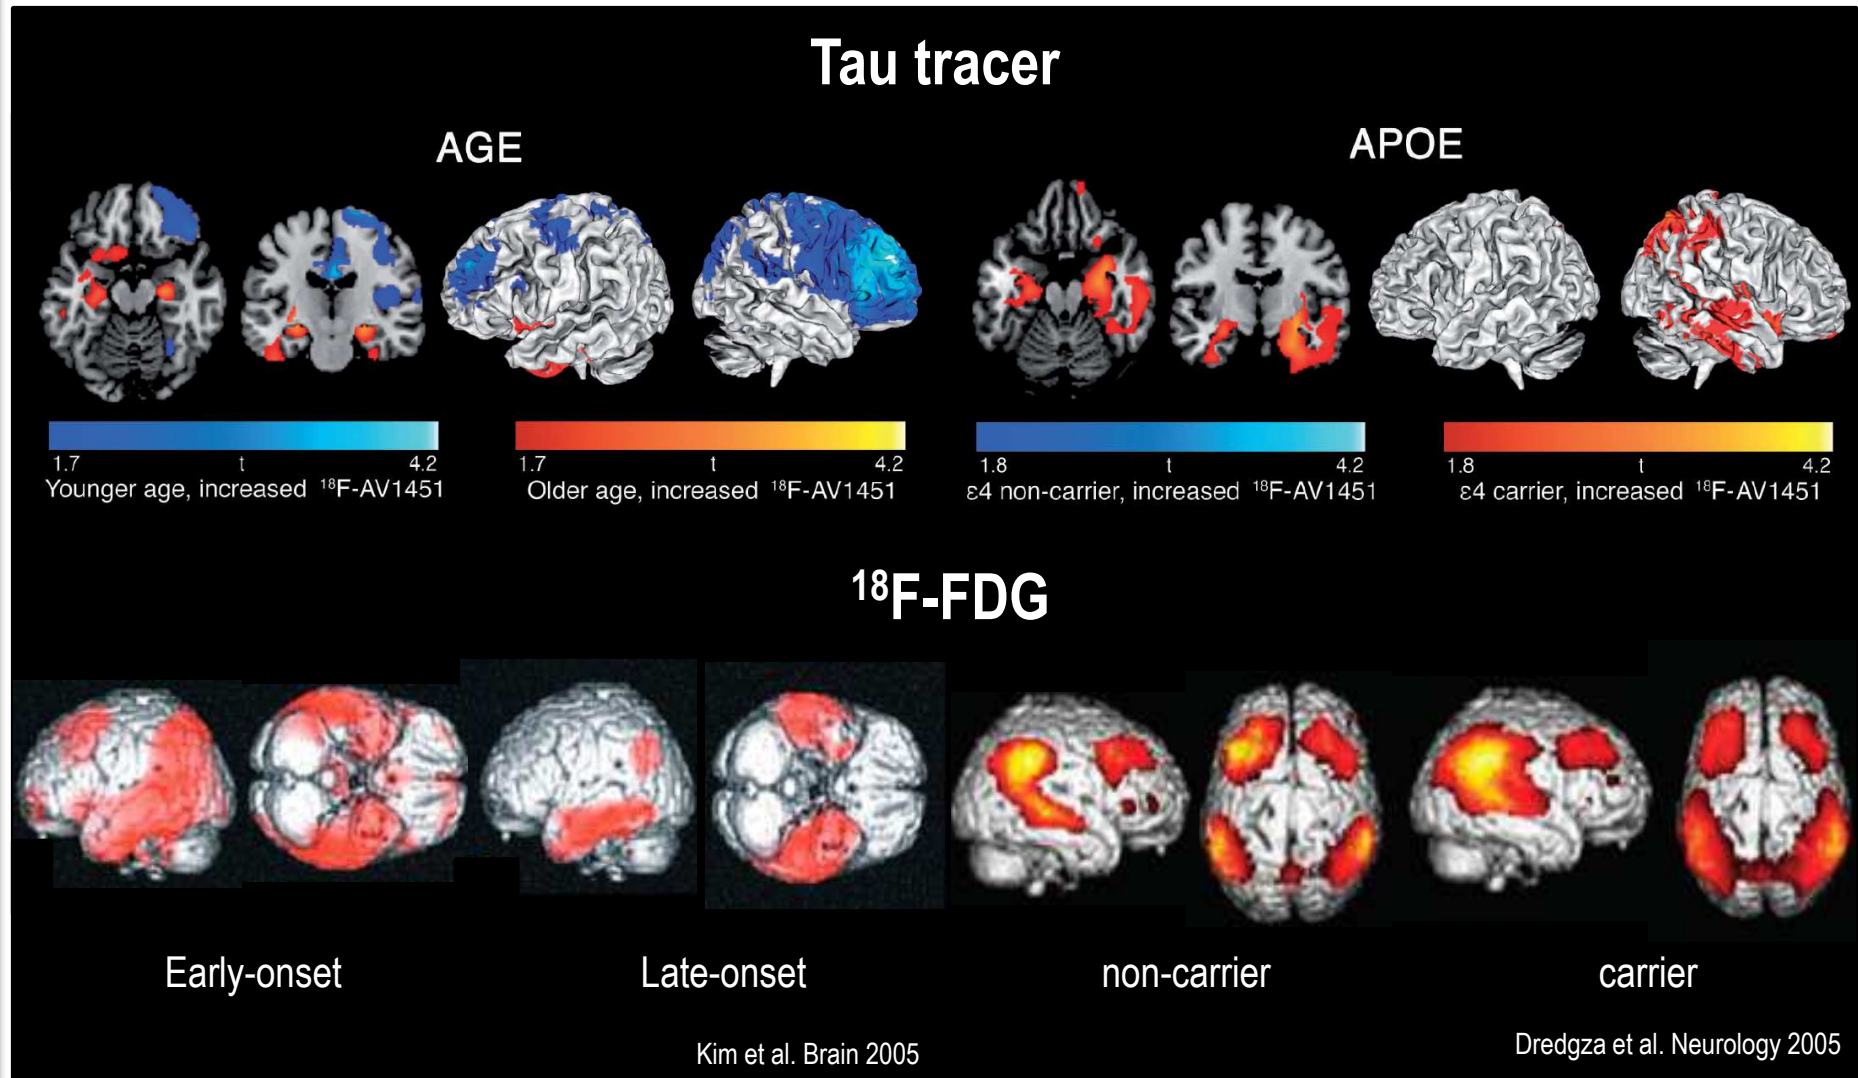 Tau tracer
AGE
APOE
1.7 t 4.2
Younger age, increased ¹⁸F-AV1451
1.7 t 4.2
Older age, increased ¹⁸F-AV1451
1.8 t 4.2
ε4 non-carrier, increased ¹⁸F-AV1451
1.8 t 4.2
ε4 carrier, increased ¹⁸F-AV1451
¹⁸F-FDG
Early-onset
Late-onset
non-carrier
carrier
Kim et al. Brain 2005
Dredgza et al. Neurology 2005